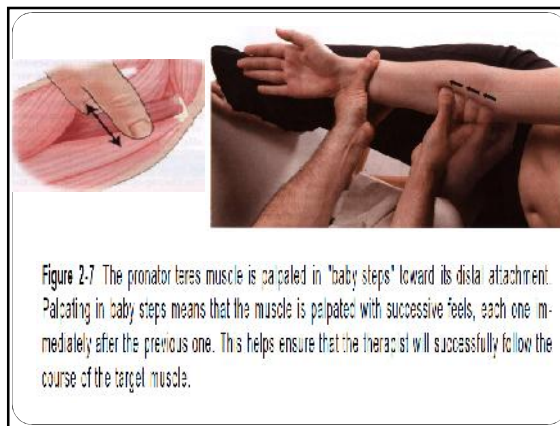 Figure 2-7 The pronator teres muscle is palpated in "baby steps" toward its distal attachment.
Palpating in baby steps means that the muscle is palpated with successive feels, each one im-
mediately after the previous one. This helps ensure that the therapist will successfully follow the
course of the target muscle.